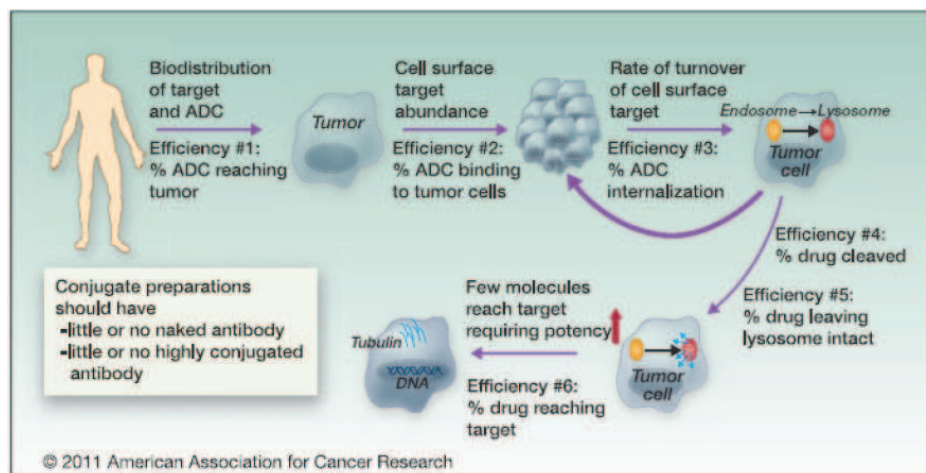 Biodistribution
of target
and ADC
Efficiency #1:
% ADC reaching
tumor
Tumor
Cell surface
target
abundance
Efficiency #2:
% ADC binding
to tumor cells
Rate of turnover
of cell surface
target
Efficiency #3:
% ADC
internalization
Endosome→Lysosome
Tumor
cell
Efficiency #4:
% drug cleaved
Efficiency #5:
% drug leaving
lysosome intact
Tumor
cell
Few molecules
reach target
requiring potency
Efficiency #6:
% drug reaching
target
Tubulin
DNA
Conjugate preparations
should have
-little or no naked antibody
-little or no highly conjugated
antibody
© 2011 American Association for Cancer Research